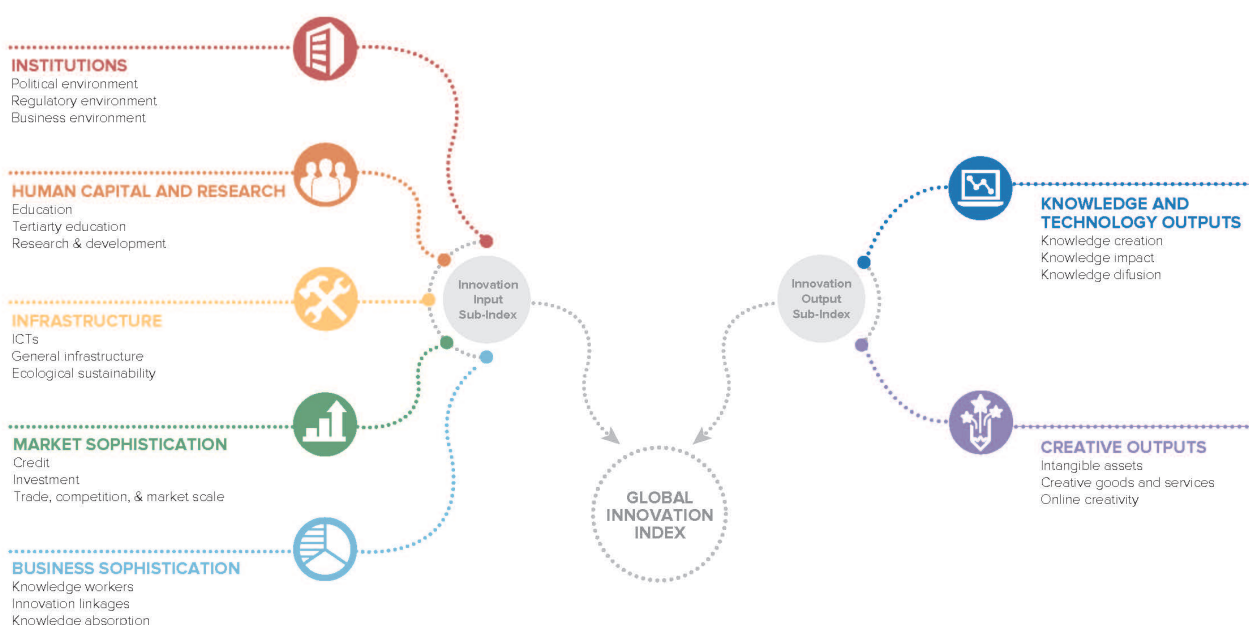 INSTITUTIONS
Political environment
Regulatory environment
Business environment
HUMAN CAPITAL AND RESEARCH
Education
Tertiarty education
Research & development
INFRASTRUCTURE
ICTs
General infrastructure
Ecological sustainability
MARKET SOPHISTICATION
Credit
Investment
Trade, competition, & market scale
BUSINESS SOPHISTICATION
Knowledge workers
Innovation linkages
Knowledge absorption
Innovation
Input
Sub-Index
GLOBAL
INNOVATION
INDEX
Innovation
Output
Sub-Index
KNOWLEDGE AND
TECHNOLOGY OUTPUTS
Knowledge creation
Knowledge impact
Knowledge difusion
CREATIVE OUTPUTS
Intangible assets
Creative goods and services
Online creativity